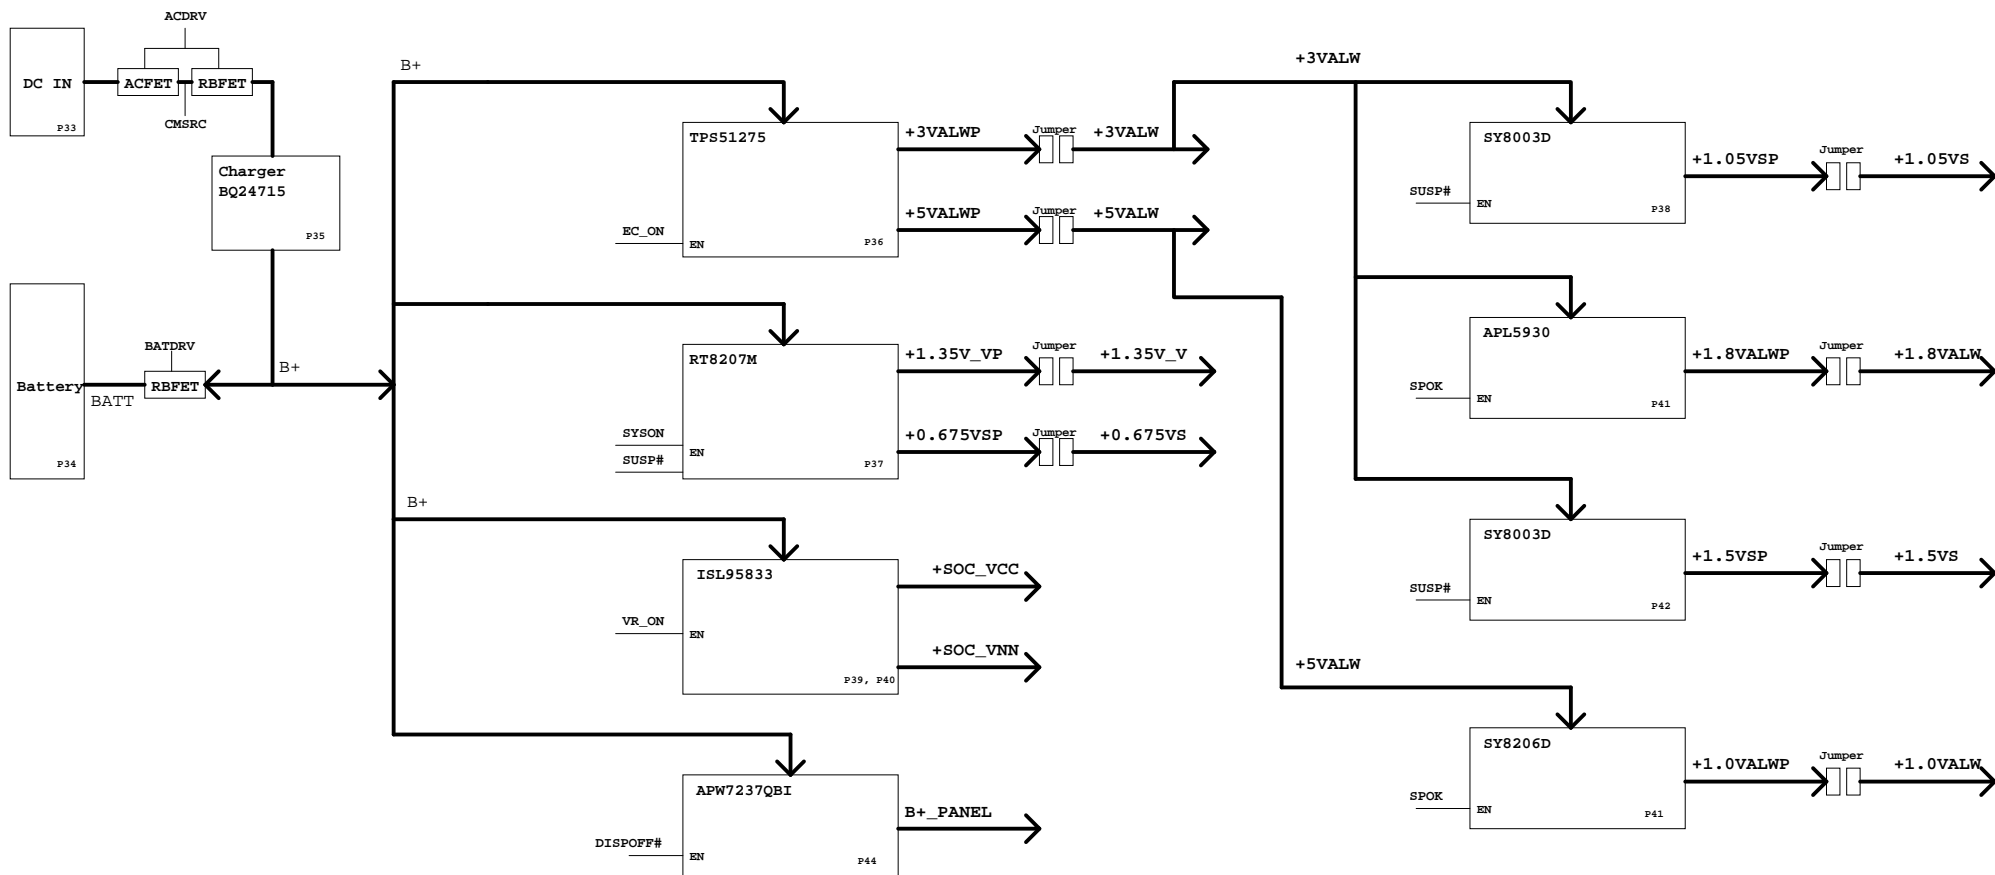 ACDRV
DC IN
ACFET
RBFET
P33
CMSRC
Charger
BQ24715
P35
Battery
BATDRV
RBFET
BATT
P34
B+
B+
TPS51275
EC_ON
EN
P36
+3VALWP
Jumper
+3VALW
+5VALWP
Jumper
+5VALW
RT8207M
SYSON
EN
SUSP#
P37
+1.35V_VP
Jumper
+1.35V_V
+0.675VSP
Jumper
+0.675VS
B+
ISL95833
VR_ON
EN
P39, P40
+SOC_VCC
+SOC_VNN
APW7237QBI
DISPOFF#
EN
P44
B+_PANEL
+3VALW
SY8003D
SUSP#
EN
P38
+1.05VSP
Jumper
+1.05VS
APL5930
SPOK
EN
P41
+1.8VALWP
Jumper
+1.8VALW
SY8003D
SUSP#
EN
P42
+1.5VSP
Jumper
+1.5VS
+5VALW
SY8206D
SPOK
EN
P41
+1.0VALWP
Jumper
+1.0VALW